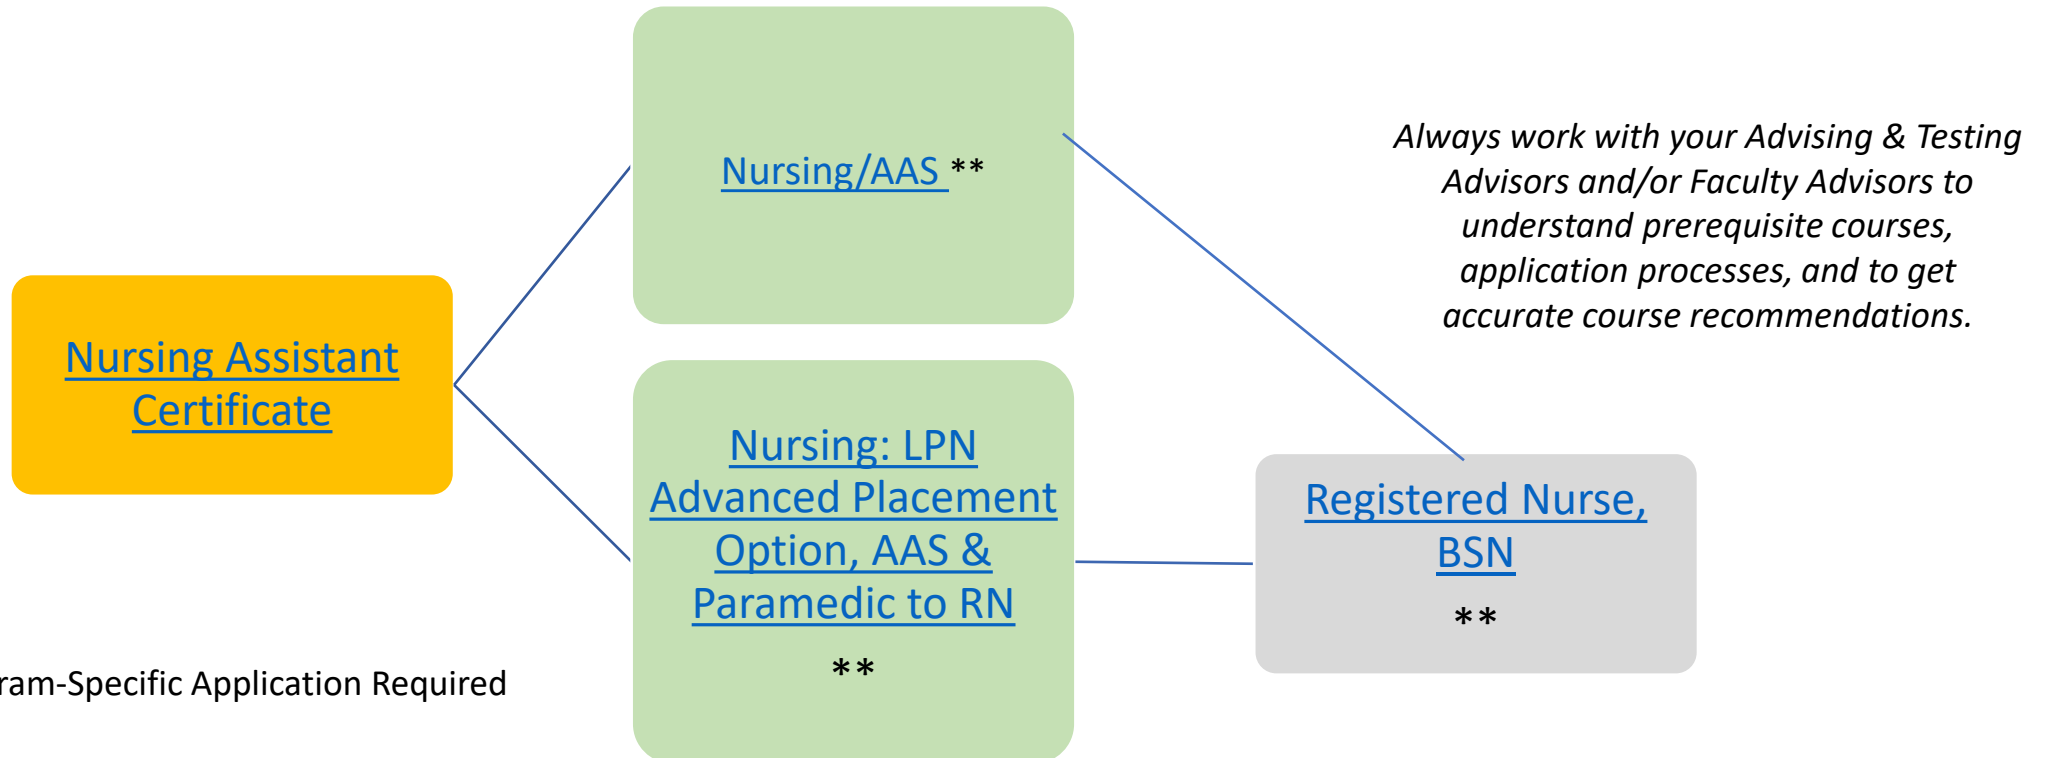 Nursing/AAS **
Always work with your Advising & Testing
Advisors and/or Faculty Advisors to
understand prerequisite courses,
application processes, and to get
accurate course recommendations.
Nursing Assistant
Certificate
Nursing: LPN
Advanced Placement
Option, AAS &
Paramedic to RN
**
Registered Nurse,
BSN
**
ram-Specific Application Required